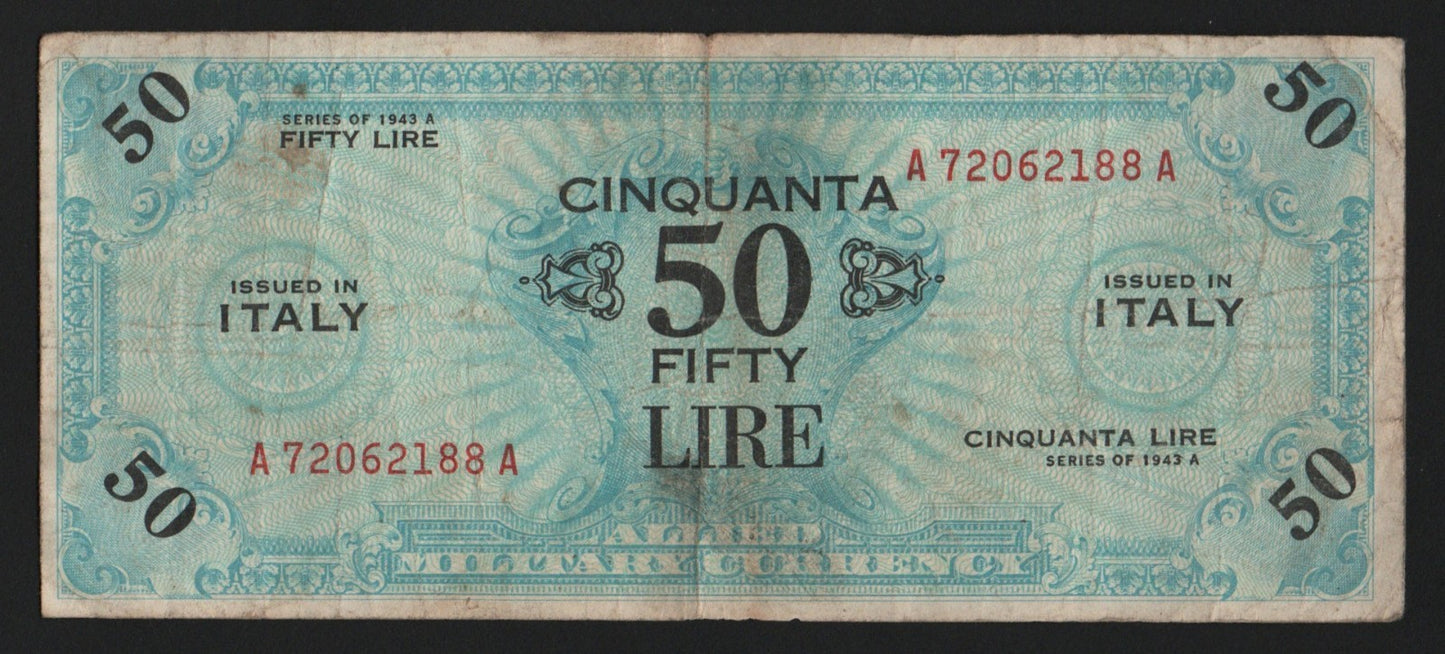 50
50
SERIES OF 1943 A
FIFTY LIRE
A 72062188 A
CINQUANTA
50
FIFTY
LIRE
ISSUED IN
ITALY
ISSUED IN
ITALY
A 72062188 A
CINQUANTA LIRE
SERIES OF 1943 A
50
50
ALLIED
MILITARY CURRENCY